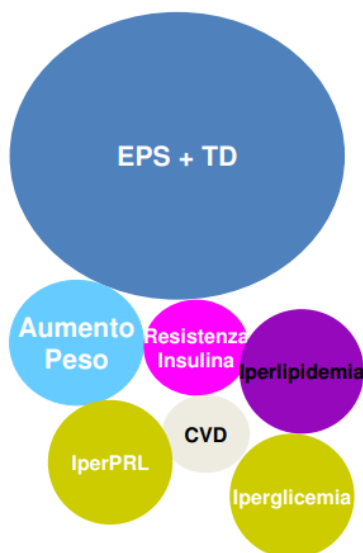 EPS + TD
Aumento
Peso
Resistenza
Insulina
Iperlipidemia
CVD
IperPRL
Iperglicemia